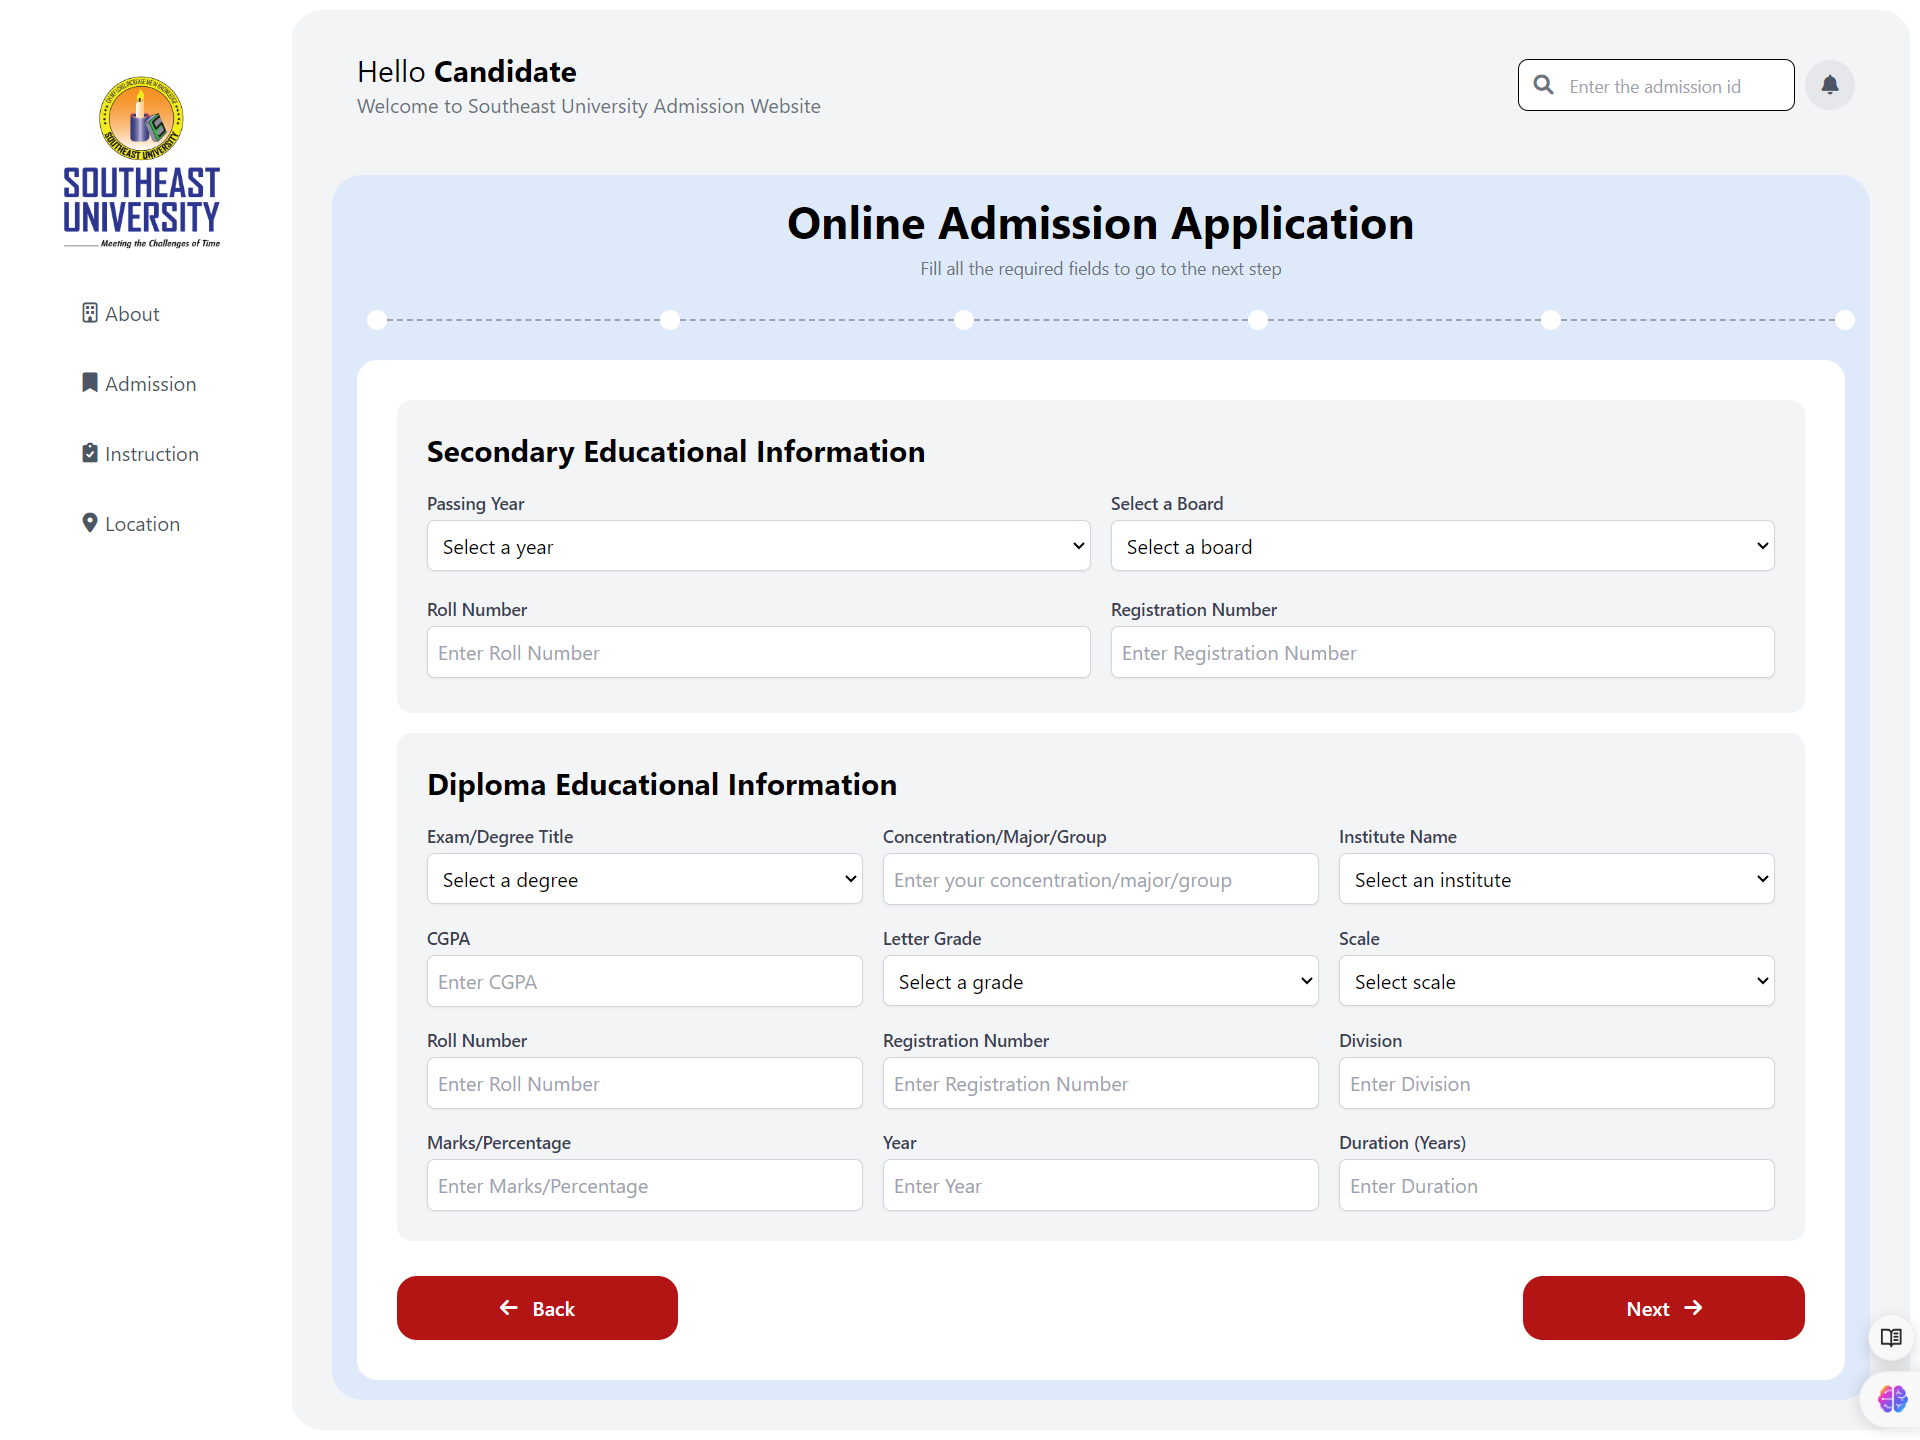 SOUTHEAST UNIVERSITY
SOUTHEAST
UNIVERSITY
Meeting the Challenges of Time
About
Admission
Instruction
Location
Hello Candidate
Welcome to Southeast University Admission Website
Enter the admission id
Online Admission Application
Fill all the required fields to go to the next step
Secondary Educational Information
Passing Year
Select a Board
Select a year
Select a board
Roll Number
Registration Number
Enter Roll Number
Enter Registration Number
Diploma Educational Information
Exam/Degree Title
Concentration/Major/Group
Institute Name
Select a degree
Enter your concentration/major/group
Select an institute
CGPA
Letter Grade
Scale
Enter CGPA
Select a grade
Select scale
Roll Number
Registration Number
Division
Enter Roll Number
Enter Registration Number
Enter Division
Marks/Percentage
Year
Duration (Years)
Enter Marks/Percentage
Enter Year
Enter Duration
Back
Next